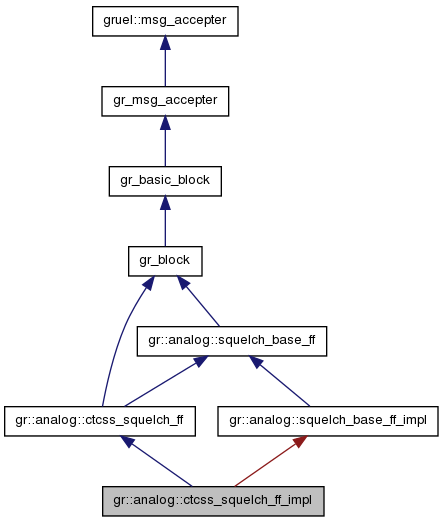 gruel::msg_accepter
gr_msg_accepter
gr_basic_block
gr_block
gr::analog::squelch_base_ff
gr::analog::ctcss_squelch_ff
gr::analog::squelch_base_ff_impl
gr::analog::ctcss_squelch_ff_impl